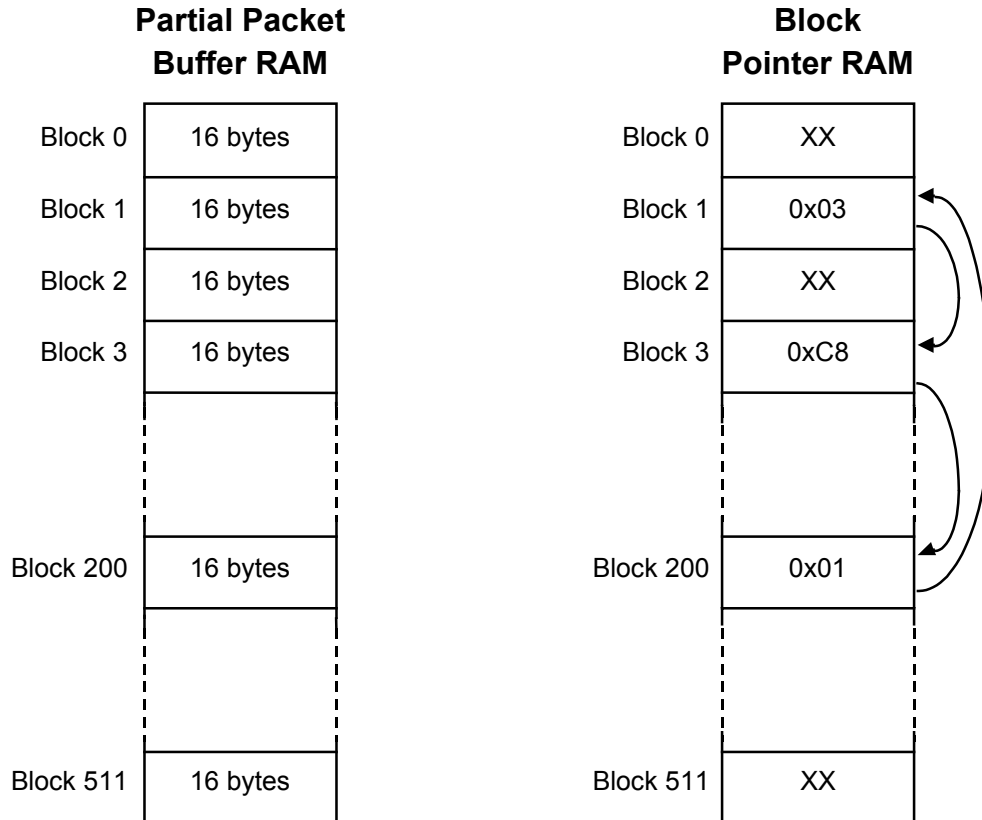 Partial Packet
Buffer RAM
Block 0 16 bytes
Block 1 16 bytes
Block 2 16 bytes
Block 3 16 bytes
Block 200 16 bytes
Block 511 16 bytes
Block
Pointer RAM
Block 0 XX
Block 1 0x03
Block 2 XX
Block 3 0xC8
Block 200 0x01
Block 511 XX